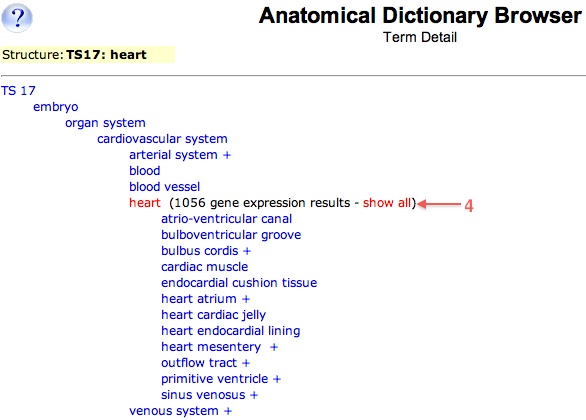 ?
Anatomical Dictionary Browser
Term Detail
Structure: TS17: heart
TS 17
embryo
organ system
cardiovascular system
arterial system +
blood
blood vessel
heart (1056 gene expression results - show all) 4
atrio-ventricular canal
bulboventricular groove
bulbus cordis +
cardiac muscle
endocardial cushion tissue
heart atrium +
heart cardiac jelly
heart endocardial lining
heart mesentery +
outflow tract +
primitive ventricle +
sinus venosus +
venous system +